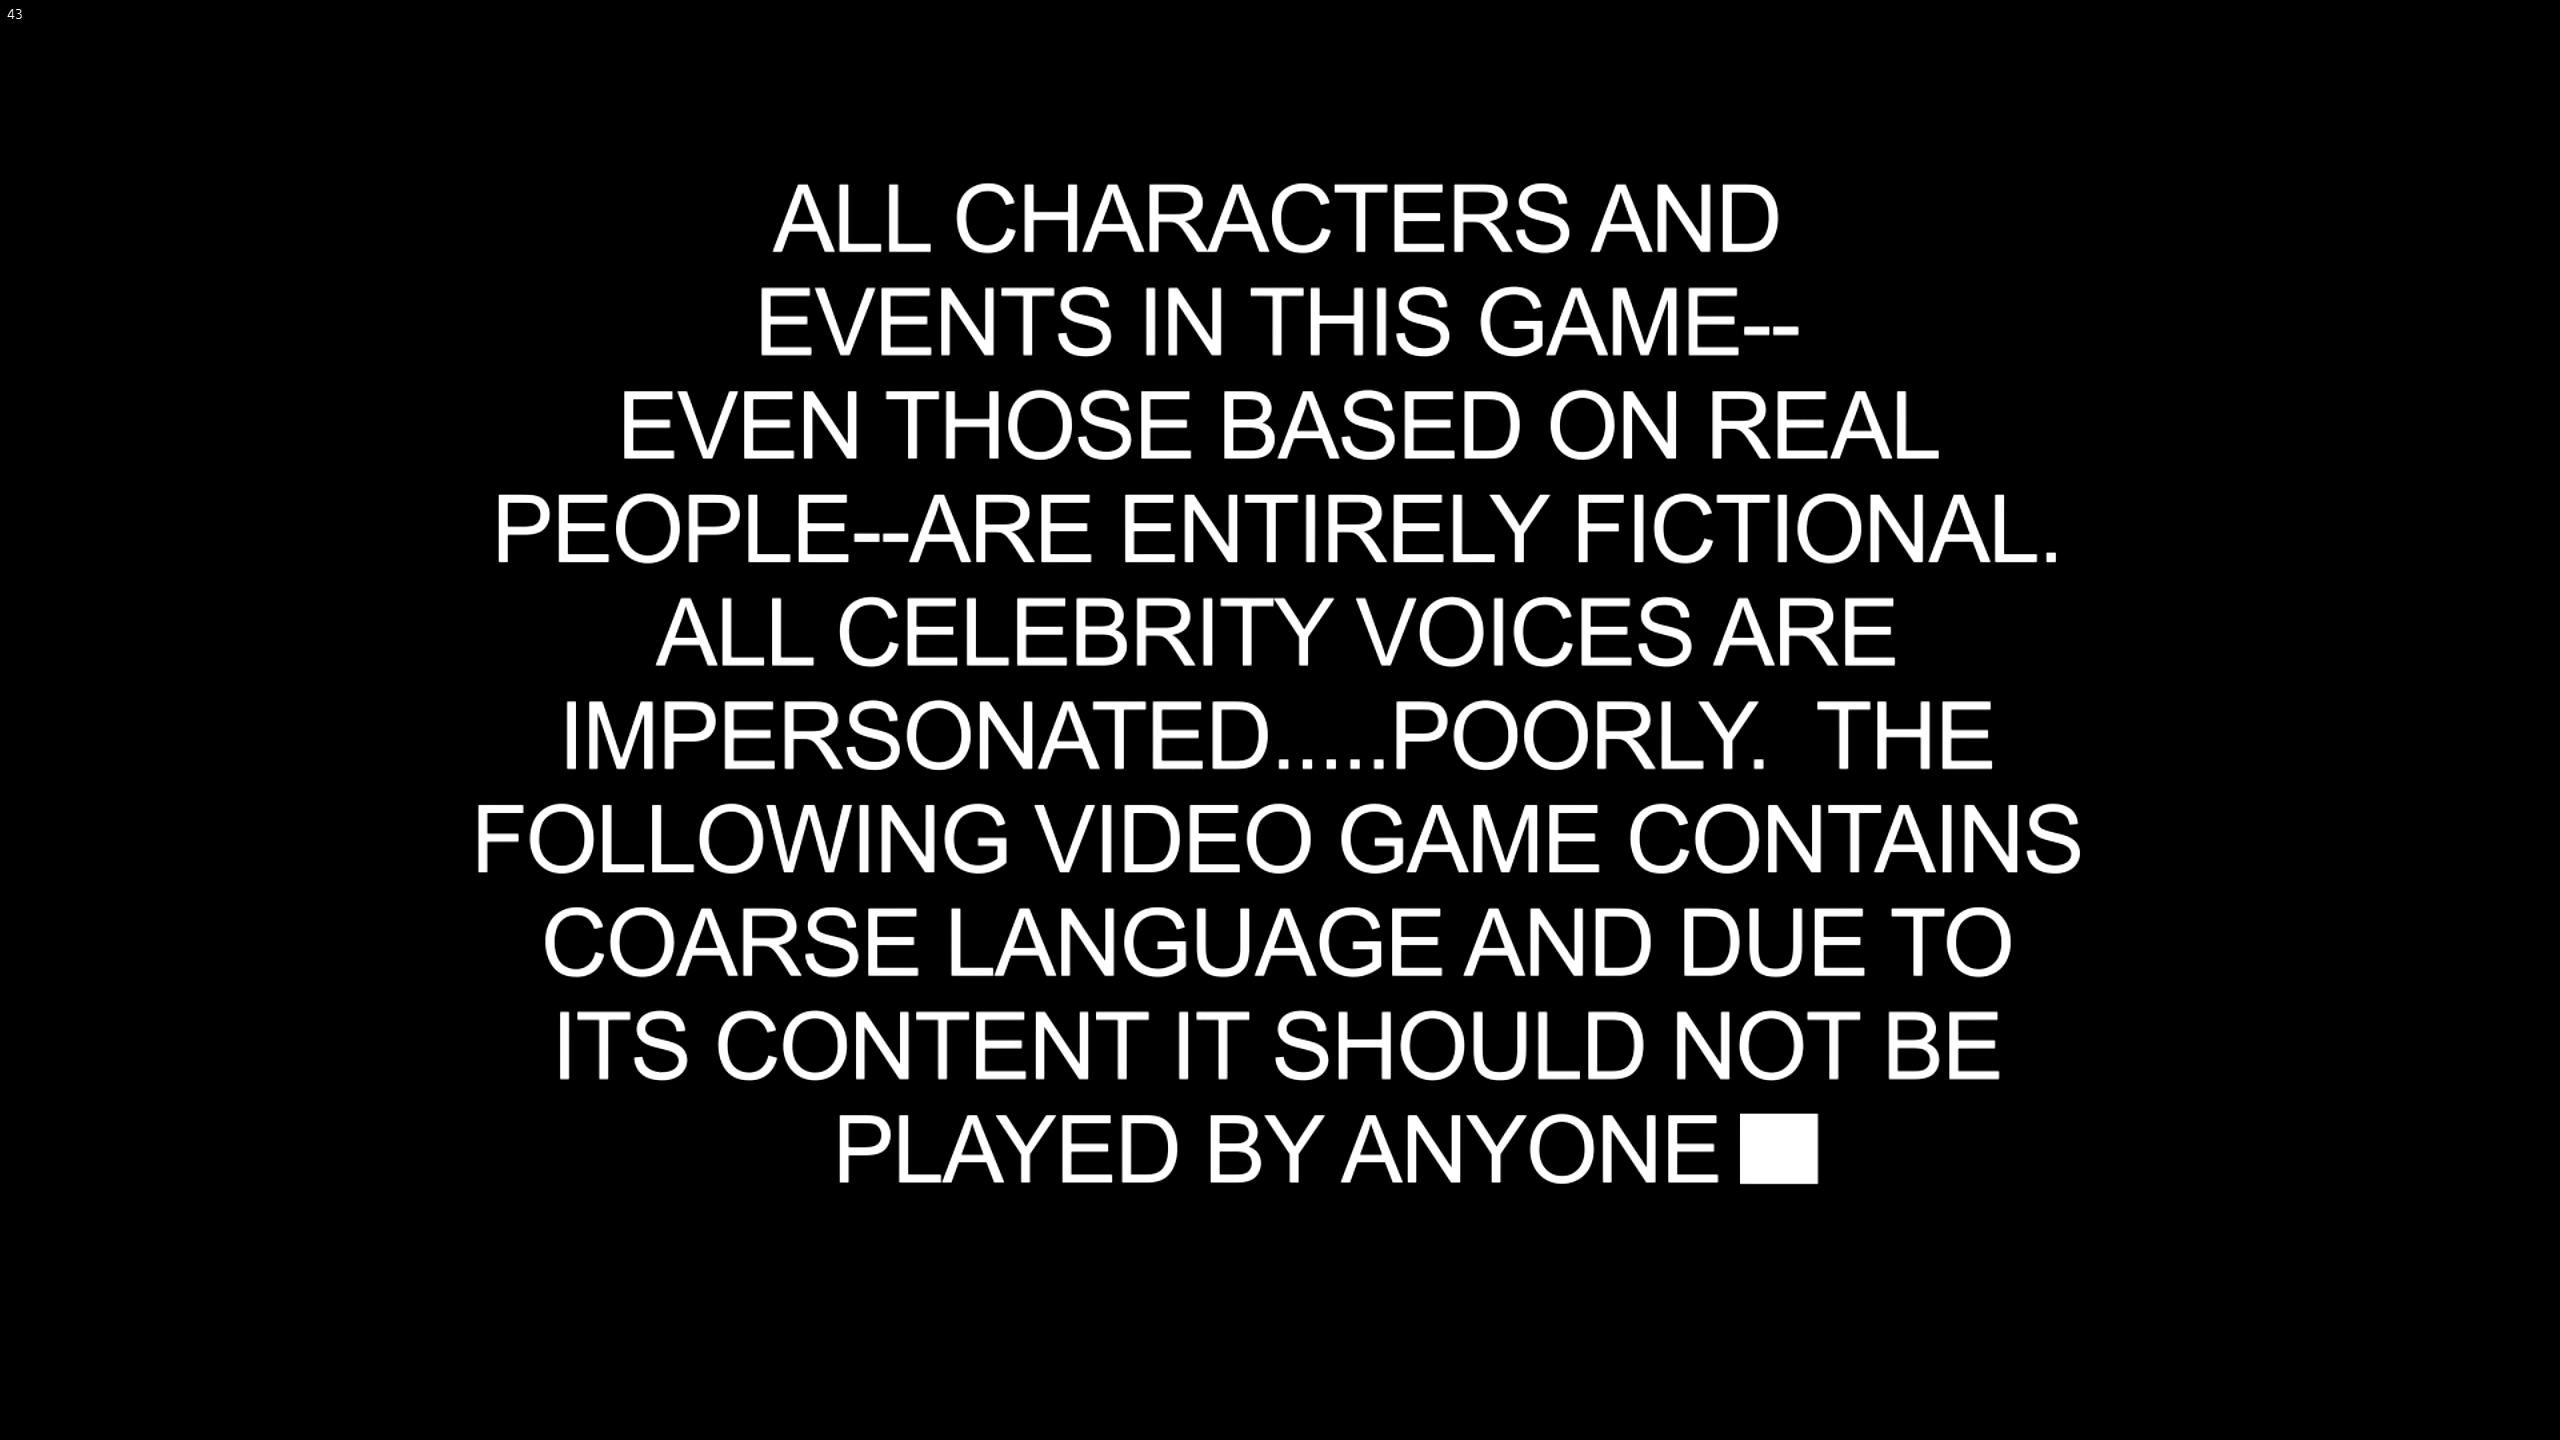 43
ALL CHARACTERS AND
EVENTS IN THIS GAME--
EVEN THOSE BASED ON REAL
PEOPLE--ARE ENTIRELY FICTIONAL.
ALL CELEBRITY VOICES ARE
IMPERSONATED.....POORLY.  THE
FOLLOWING VIDEO GAME CONTAINS
COARSE LANGUAGE AND DUE TO
ITS CONTENT IT SHOULD NOT BE
PLAYED BY ANYONE